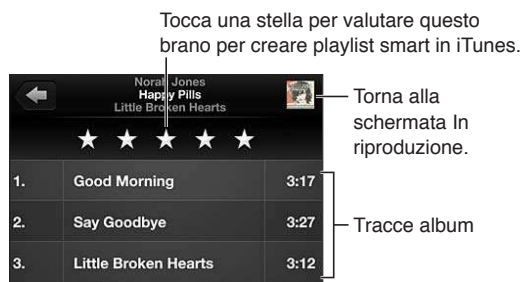 Tocca una stella per valutare questo
brano per creare playlist smart in iTunes.
Norah Jones
Happy Pills
Little Broken Hearts
Torna alla
schermata In
riproduzione.
1. Good Morning 3:17
2. Say Goodbye 3:27
Tracce album
3. Little Broken Hearts 3:12